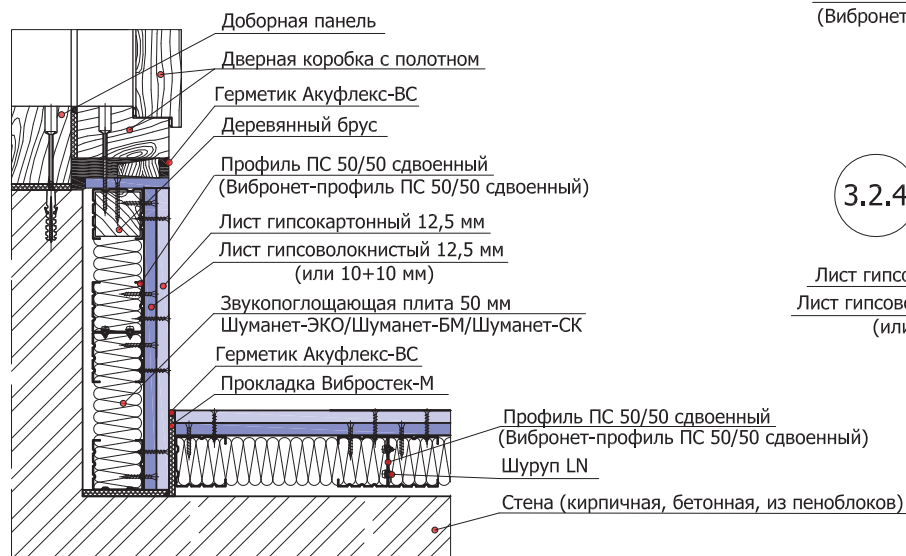 Доборная панель
Дверная коробка с полотном
Герметик Акуфлекс-ВС
Деревянный брус
Профиль ПС 50/50 сдвоенный
(Вибронет-профиль ПС 50/50 сдвоенный)
Лист гипсокартонный 12,5 мм
Лист гипсоволокнистый 12,5 мм
(или 10+10 мм)
Звукопоглощающая плита 50 мм
Шуманет-ЭКО/Шуманет-БМ/Шуманет-СК
Герметик Акуфлекс-ВС
Прокладка Вибростек-М
Профиль ПС 50/50 сдвоенный
(Вибронет-профиль ПС 50/50 сдвоенный)
Шуруп LN
Стена (кирпичная, бетонная, из пеноблоков)
(Вибронет
3.2.4
Лист гипсо
Лист гипсово
(или